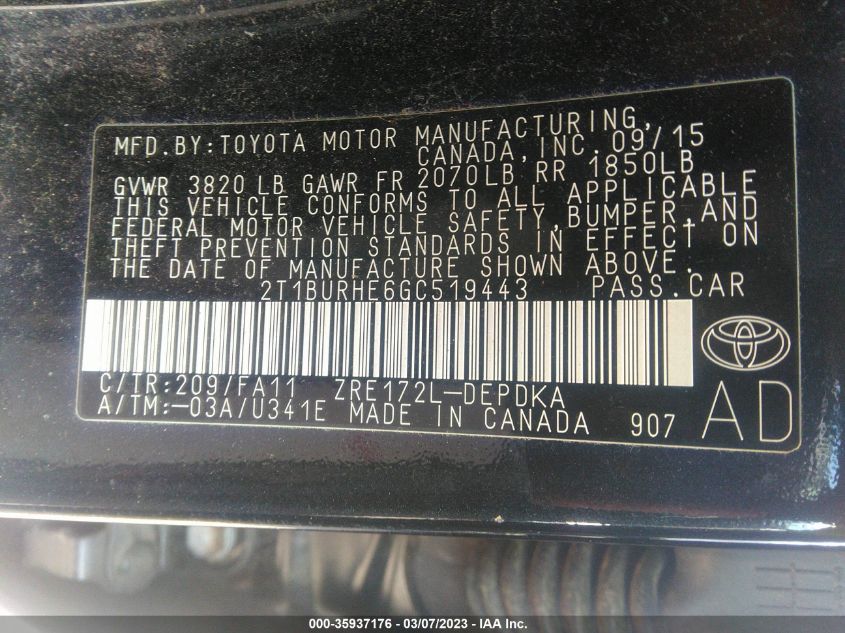 MFD.BY:TOYOTA MOTOR MANUFACTURING,
CANADA,INC.09/15
GVWR 3820 LB GAWR FR 2070LB RR 1850LB
THIS VEHICLE CONFORMS TO ALL APPLICABLE
FEDERAL MOTOR VEHICLE SAFETY,BUMPER,AND
THEFT PREVENTION STANDARDS IN EFFECT ON
THE DATE OF MANUFACTURE SHOWN ABOVE.
2T1BURHE6GC519443 PASS.CAR
C/TR:209/FA11 ZRE172L-DEPDKA
A/TM:-03A/U341E MADE IN CANADA 907 AD
000-35937176 - 03/07/2023 - IAA Inc.